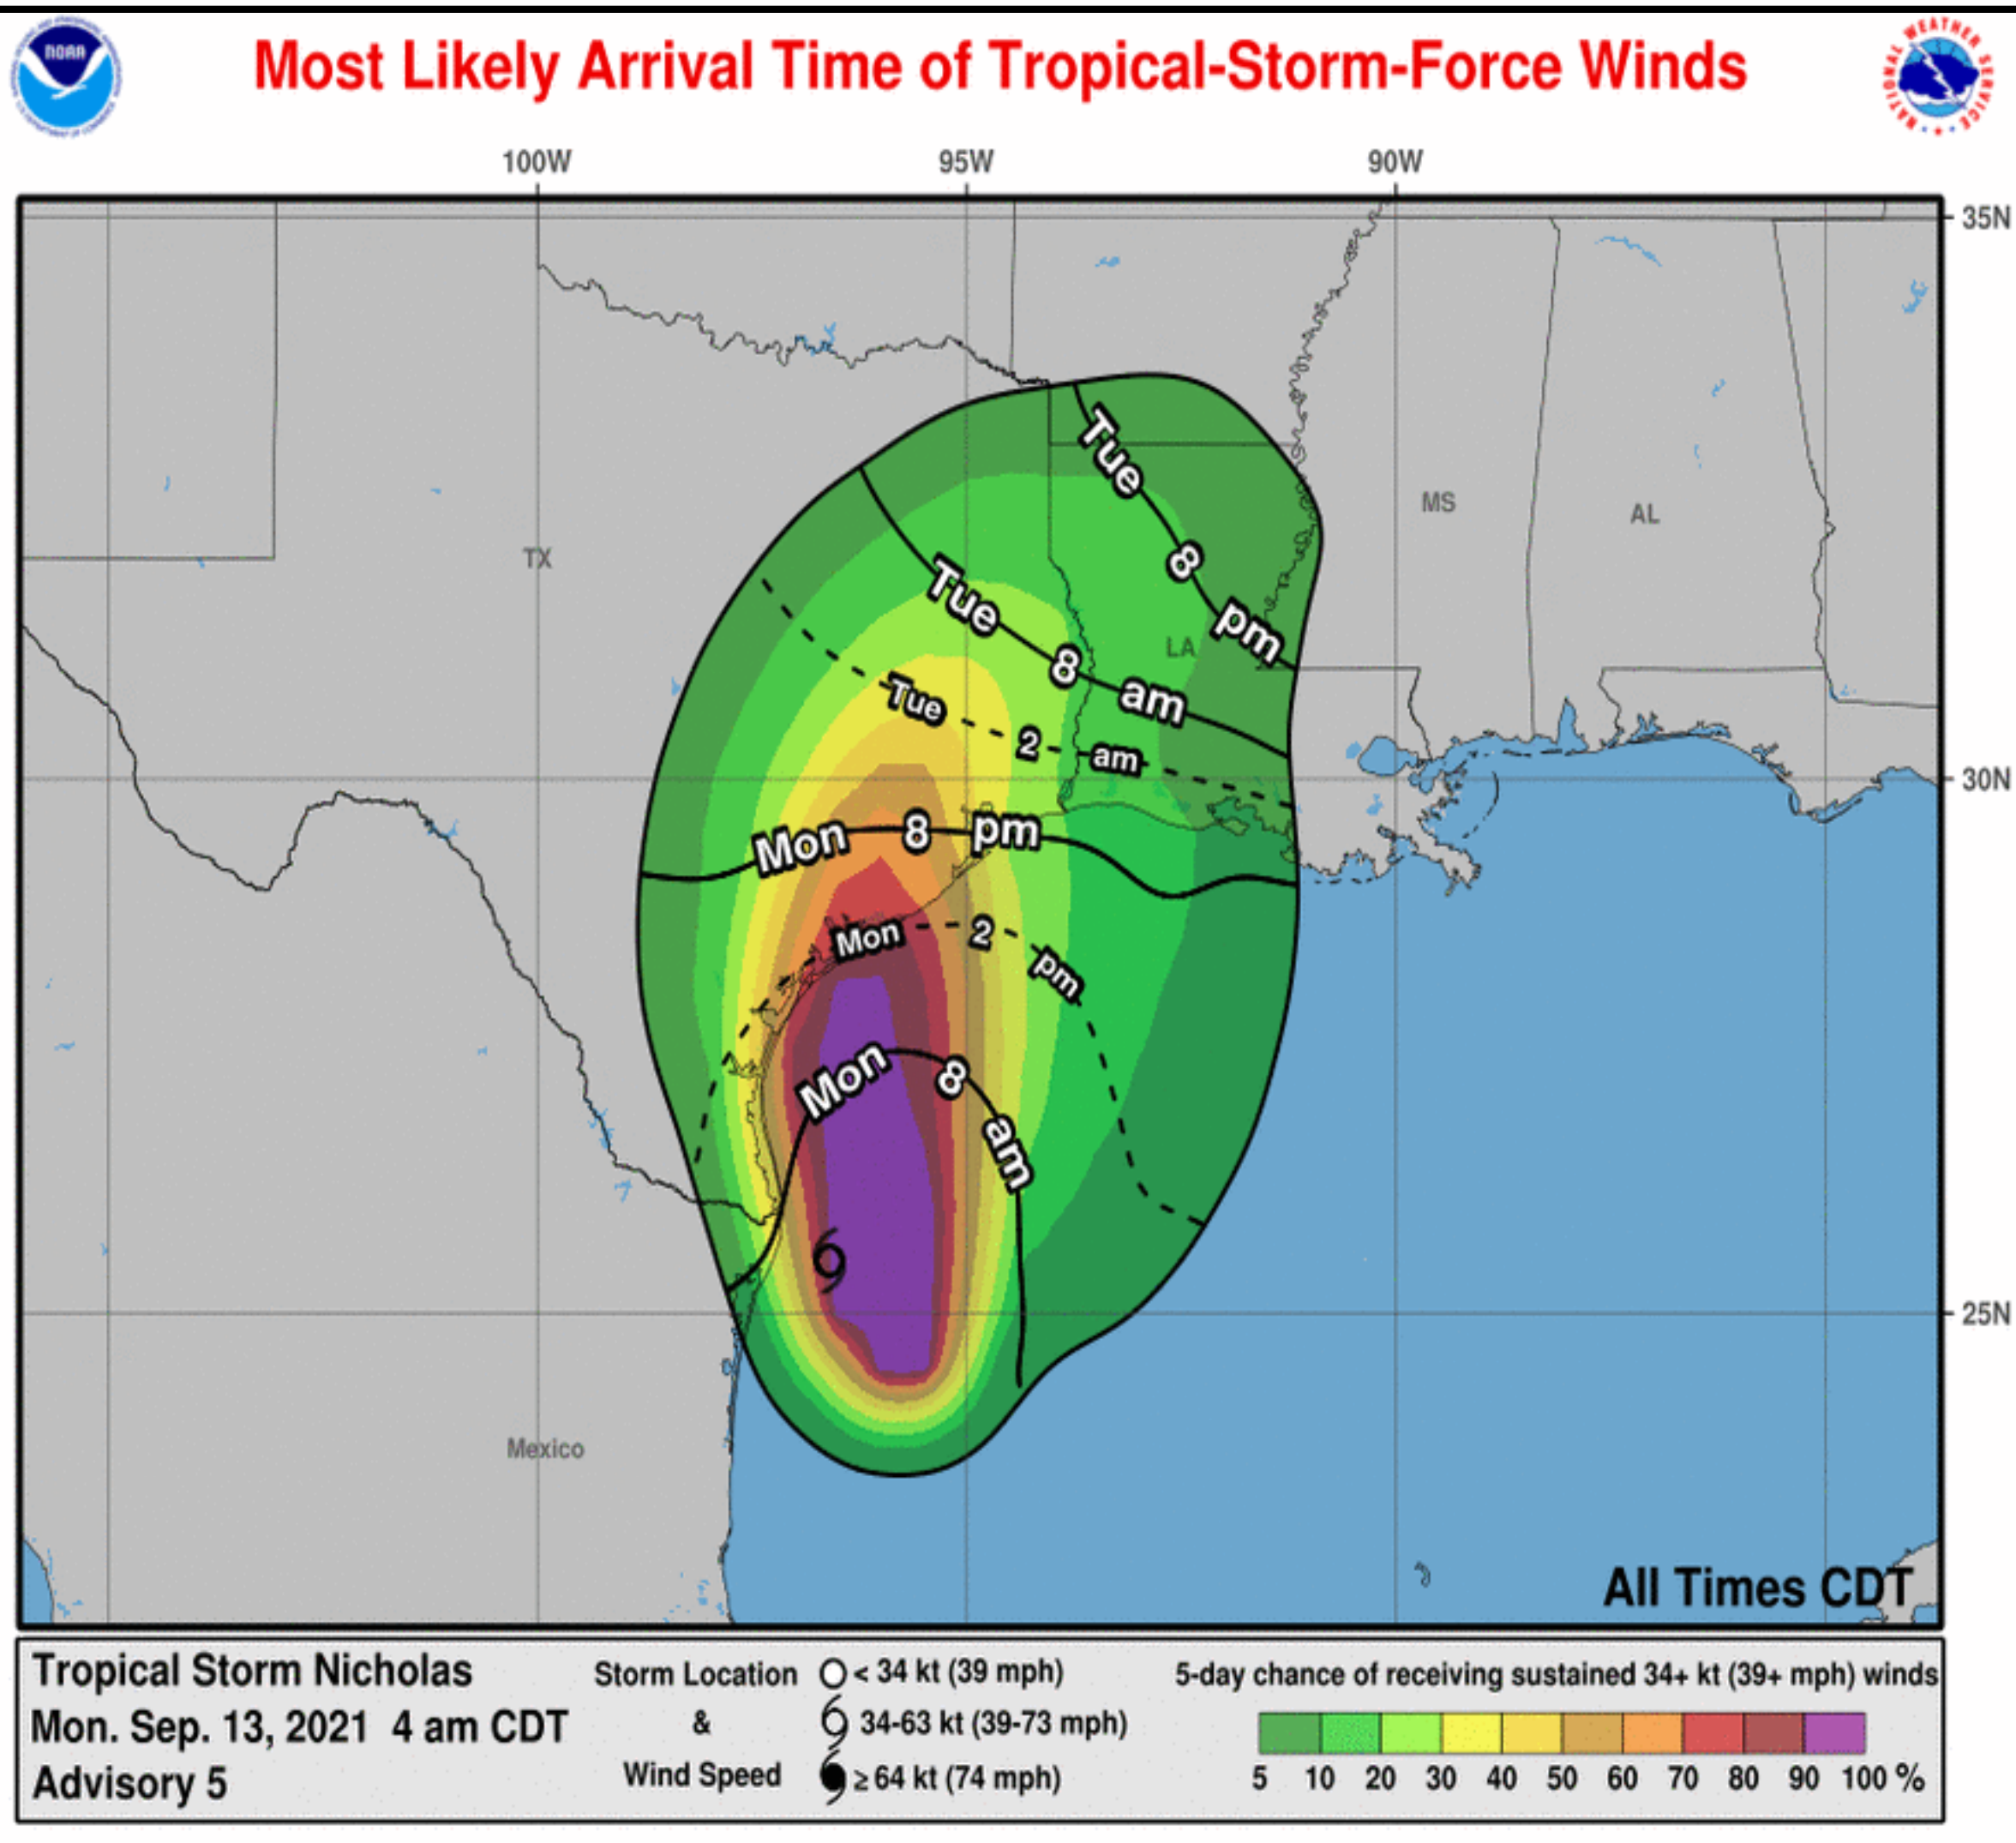 NOAA
Most Likely Arrival Time of Tropical-Storm-Force Winds
NATIONAL WEATHER SERVICE
100W 95W 90W
35N
Tue 8 pm
MS
AL
TX
Tue 8 am
LA
Tue 2 am
30N
Mon 8 pm
Mon 2 pm
Mon 8 am
25N
Mexico
All Times CDT
Tropical Storm Nicholas
Mon. Sep. 13, 2021 4 am CDT
Advisory 5
Storm Location
&
Wind Speed
< 34 kt (39 mph)
34-63 kt (39-73 mph)
≥ 64 kt (74 mph)
5-day chance of receiving sustained 34+ kt (39+ mph) winds
5 10 20 30 40 50 60 70 80 90 100 %